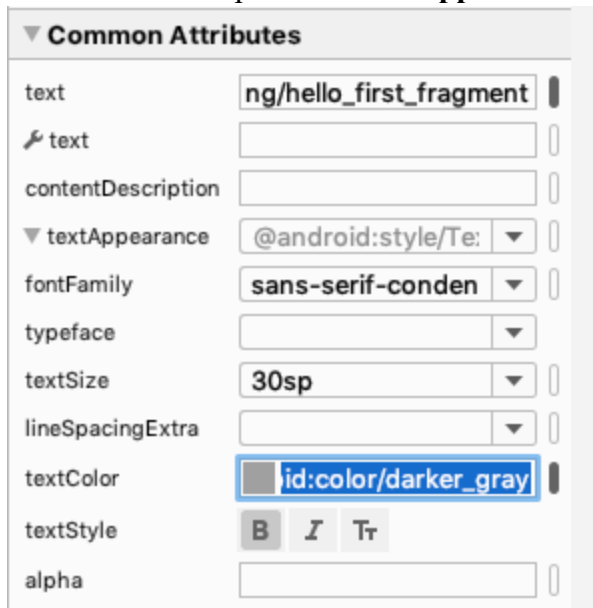 app
Common Attributes
text ng/hello_first_fragment
text
contentDescription
textAppearance @android:style/Te
fontFamily sans-serif-conden
typeface
textSize 30sp
lineSpacingExtra
textColor id:color/darker_gray
textStyle B I Tт
alpha